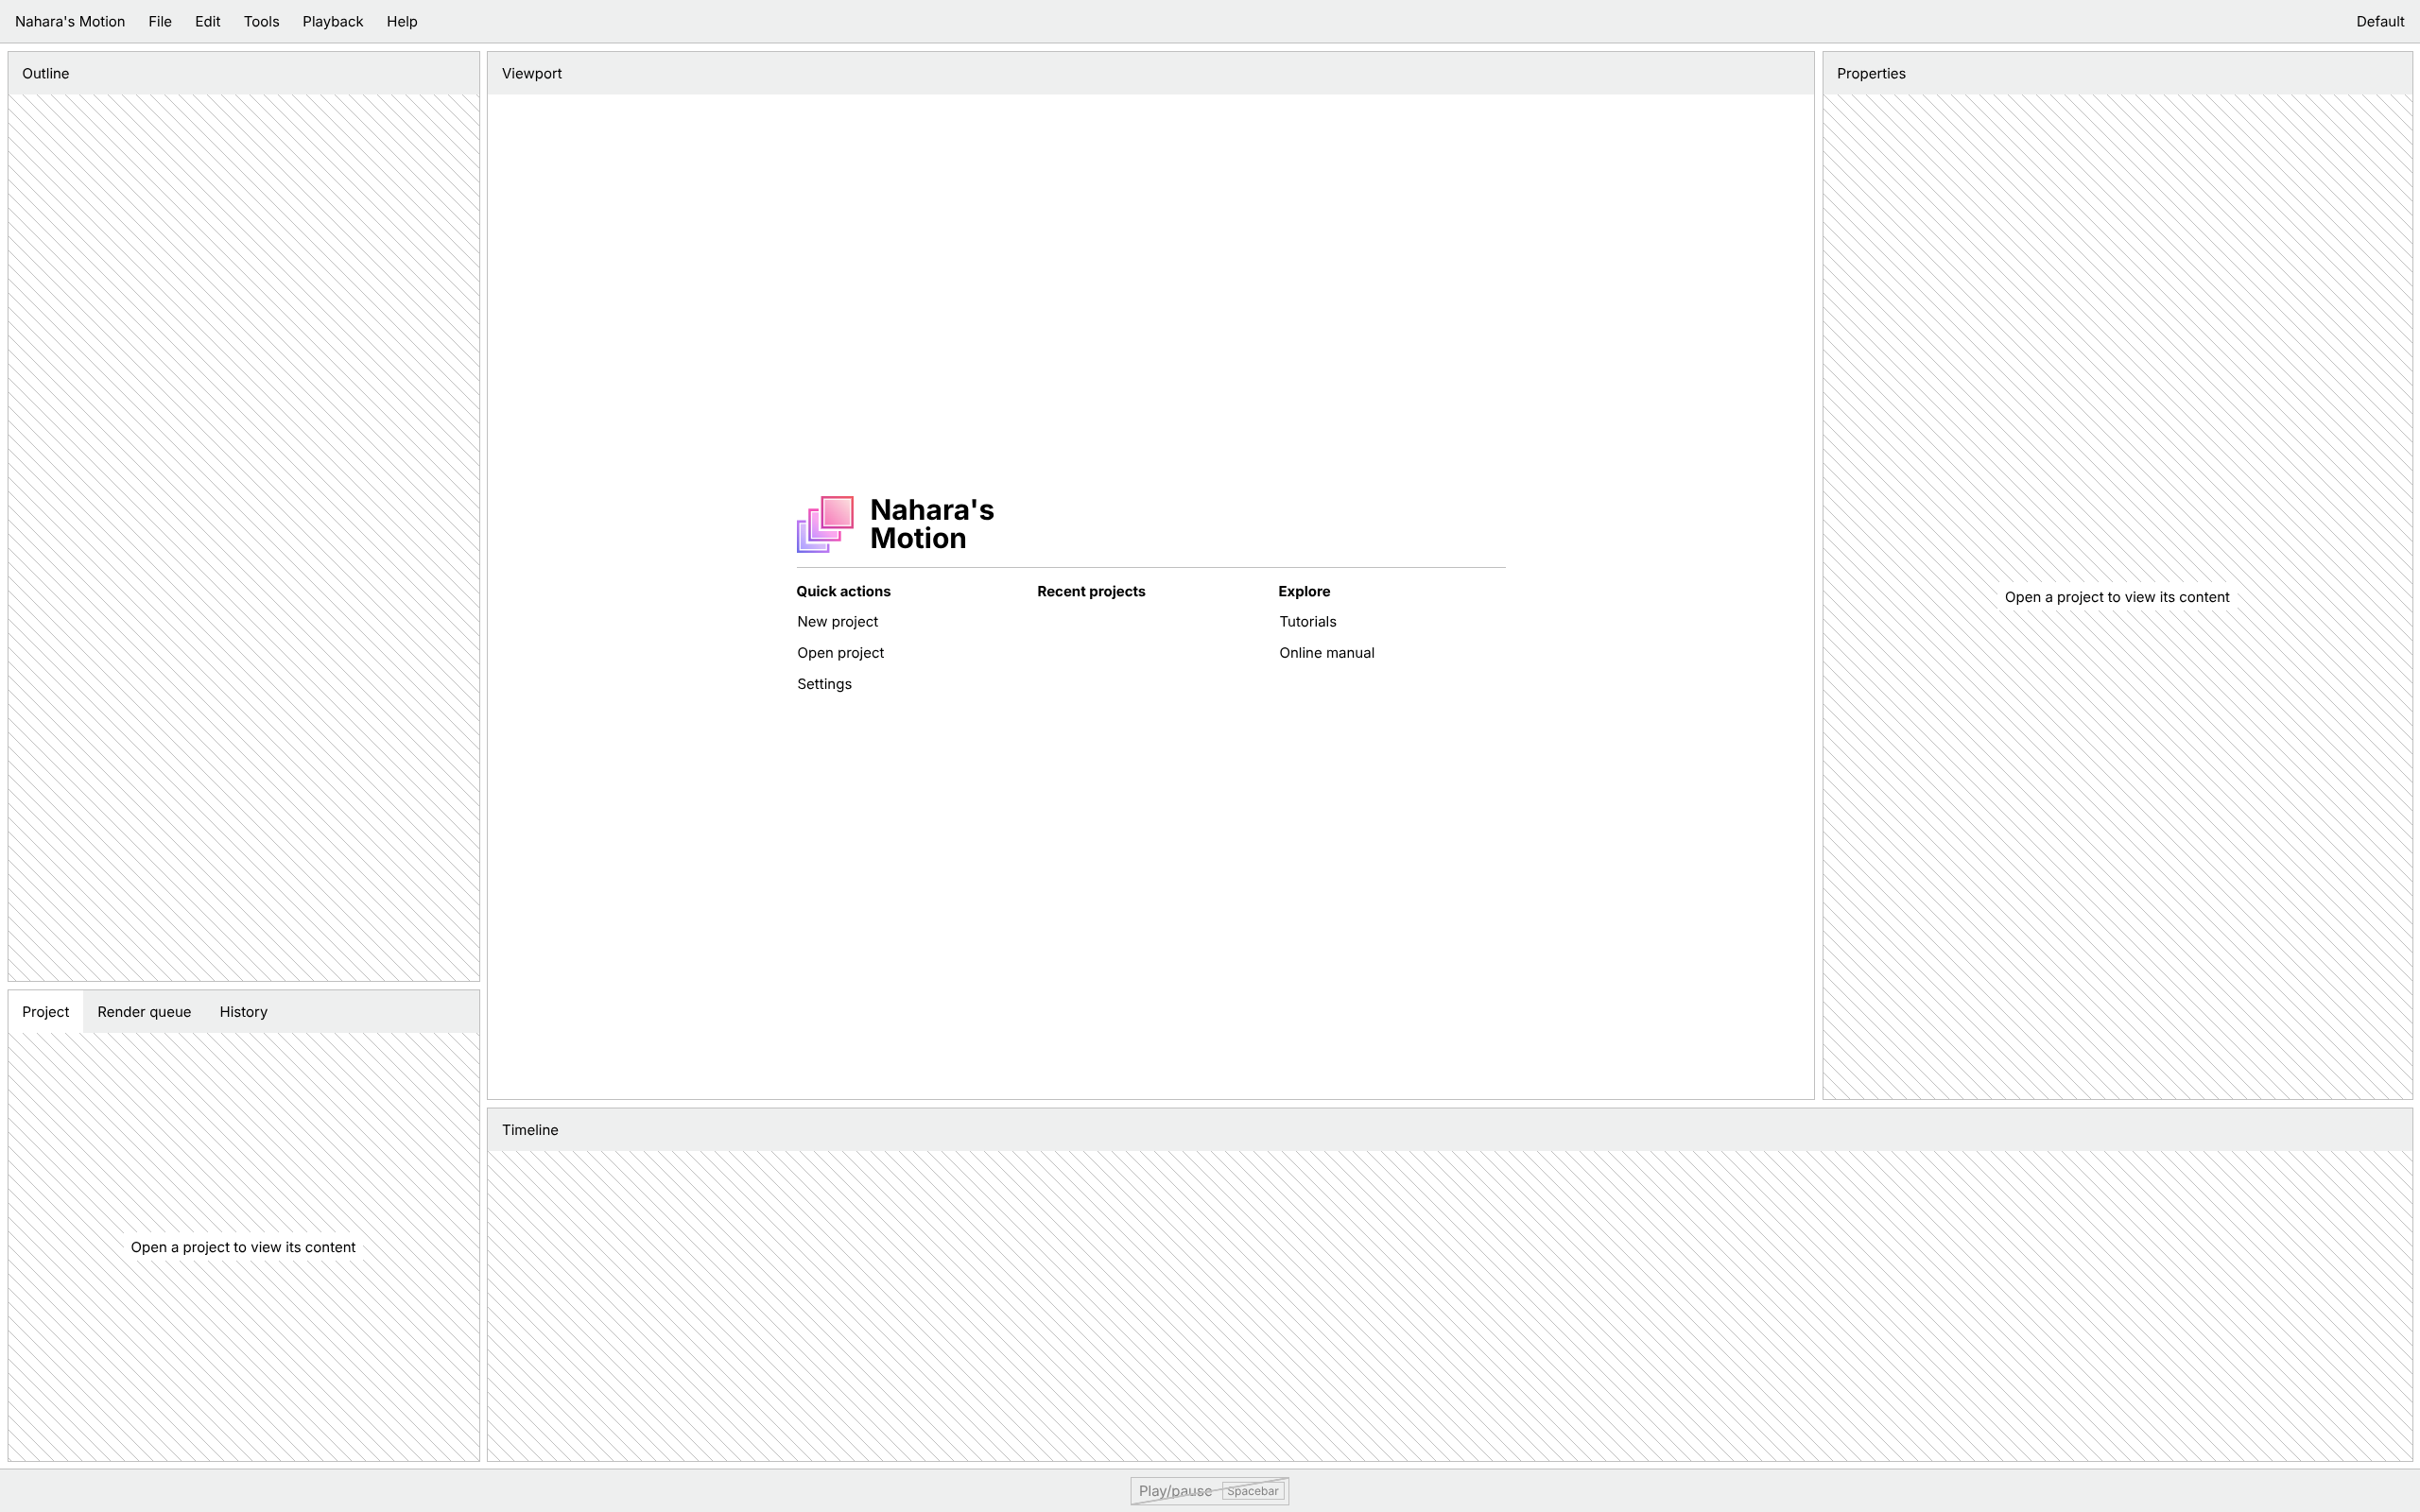 Nahara's Motion File Edit Tools Playback Help Default
Outline
Viewport
Properties
Nahara's
Motion
Quick actions
New project
Open project
Settings
Recent projects
Explore
Tutorials
Online manual
Open a project to view its content
Project Render queue History
Open a project to view its content
Timeline
Play/pause Spacebar